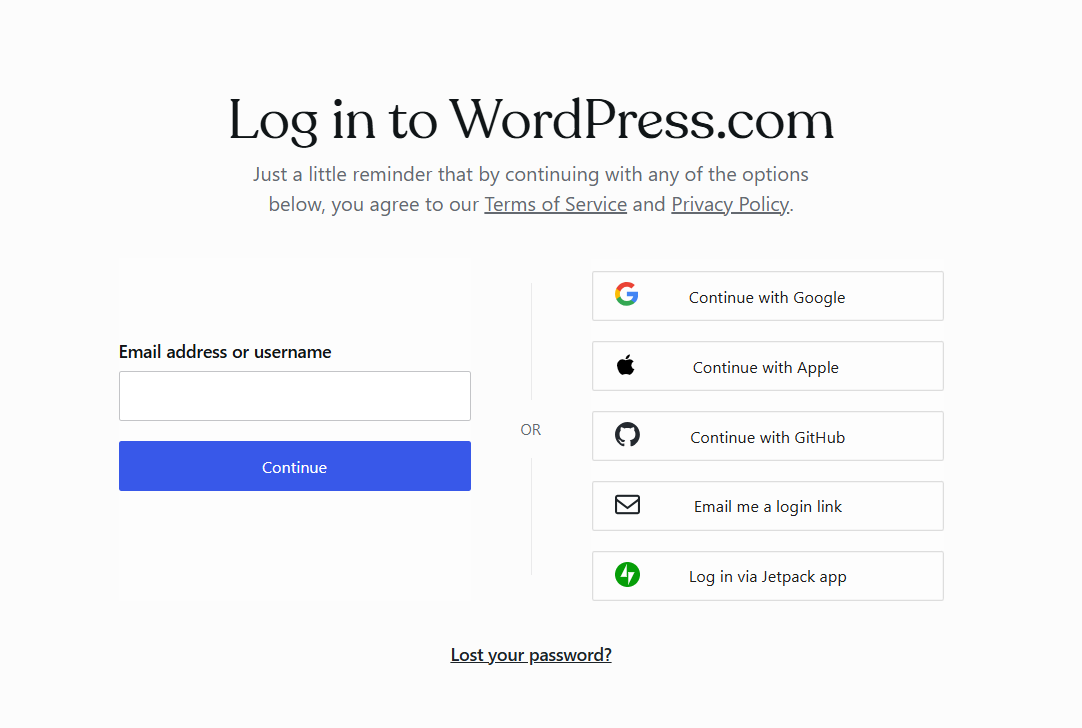 Log in to WordPress.com
Just a little reminder that by continuing with any of the options
below, you agree to our Terms of Service and Privacy Policy.
Email address or username
Continue
OR
Continue with Google
Continue with Apple
Continue with GitHub
Email me a login link
Log in via Jetpack app
Lost your password?